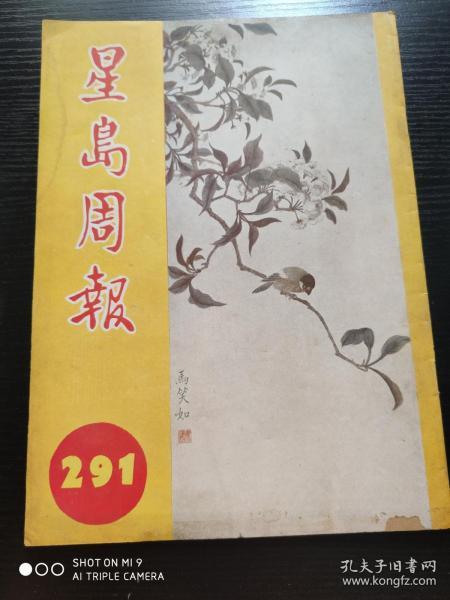 星島周報
291
馬笑如
SHOT ON MI 9
AI TRIPLE CAMERA
孔夫子旧书网
www.kongfz.com